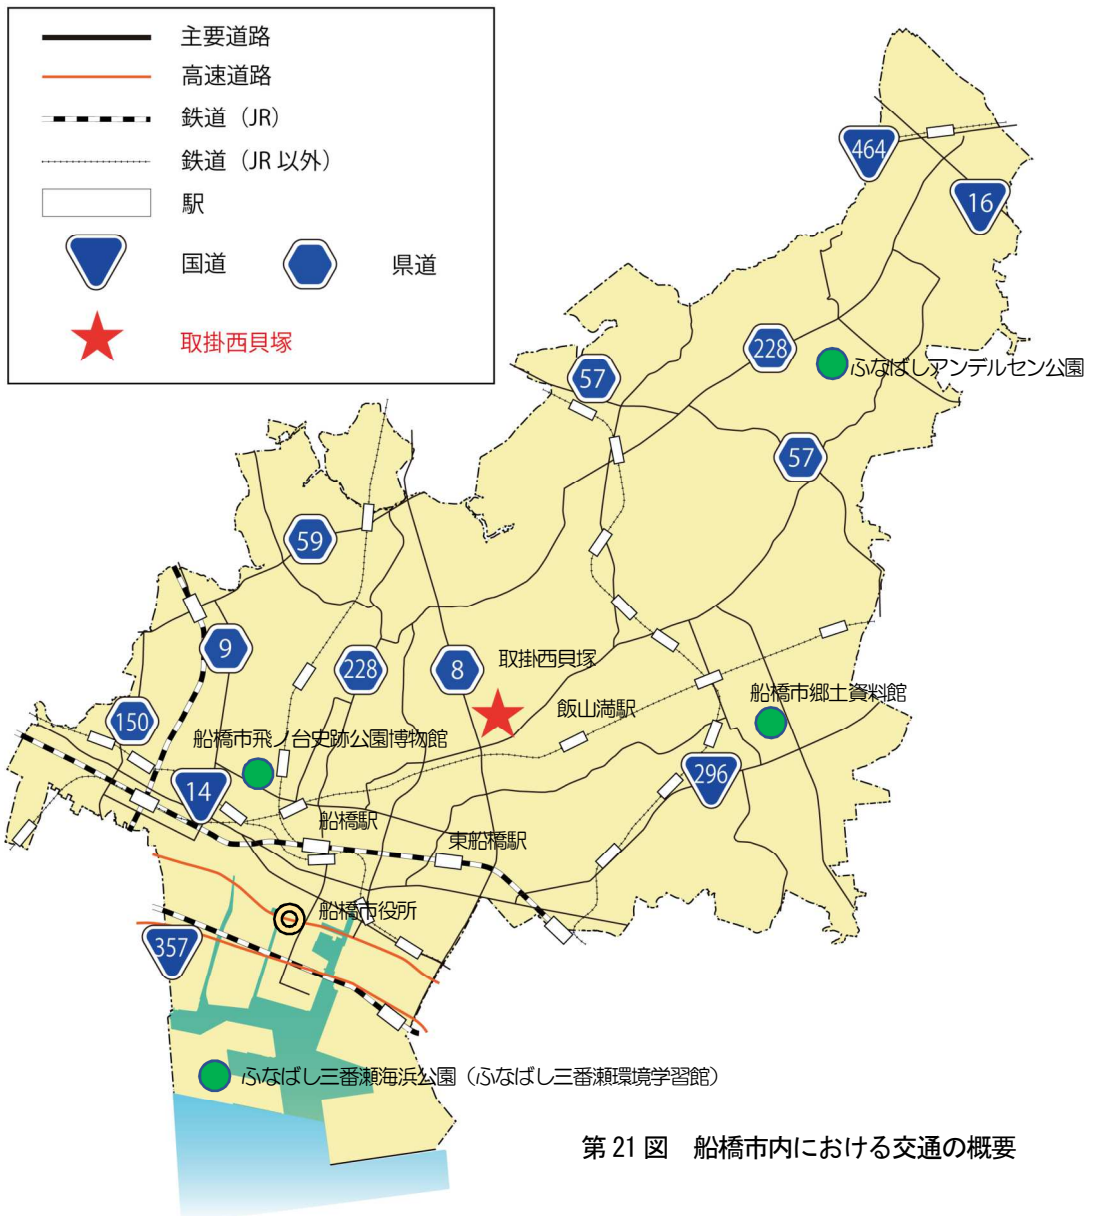 主要道路
高速道路
鉄道（JR）
鉄道（JR 以外）
駅
国道
県道
取掛西貝塚
464
16
228
ふなばしアンデルセン公園
57
57
59
9
228
8
取掛西貝塚
飯山満駅
船橋市郷土資料館
150
船橋市飛ノ台史跡公園博物館
14
296
船橋駅
東船橋駅
船橋市役所
357
ふなばし三番瀬海浜公園（ふなばし三番瀬環境学習館）
第 21 図　船橋市内における交通の概要